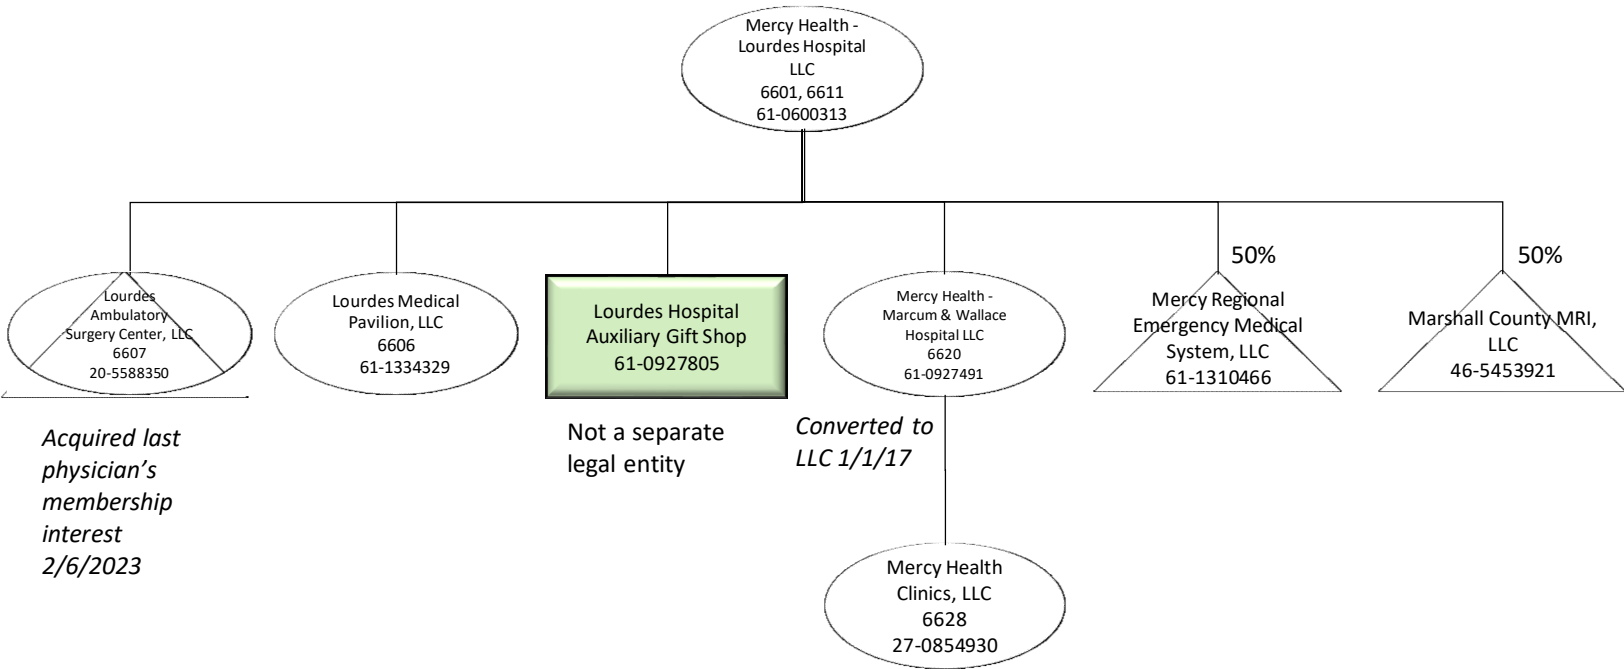 Mercy Health -
Lourdes Hospital
LLC
6601, 6611
61-0600313
50%
50%
Lourdes
Ambulatory
Surgery Center, LLC
6607
20-5588350
Lourdes Medical
Pavilion, LLC
6606
61-1334329
Lourdes Hospital
Auxiliary Gift Shop
61-0927805
Mercy Health -
Marcum & Wallace
Hospital LLC
6620
61-0927491
Mercy Regional
Emergency Medical
System, LLC
61-1310466
Marshall County MRI,
LLC
46-5453921
Acquired last
physician’s
membership
interest
2/6/2023
Not a separate
legal entity
Converted to
LLC 1/1/17
Mercy Health
Clinics, LLC
6628
27-0854930